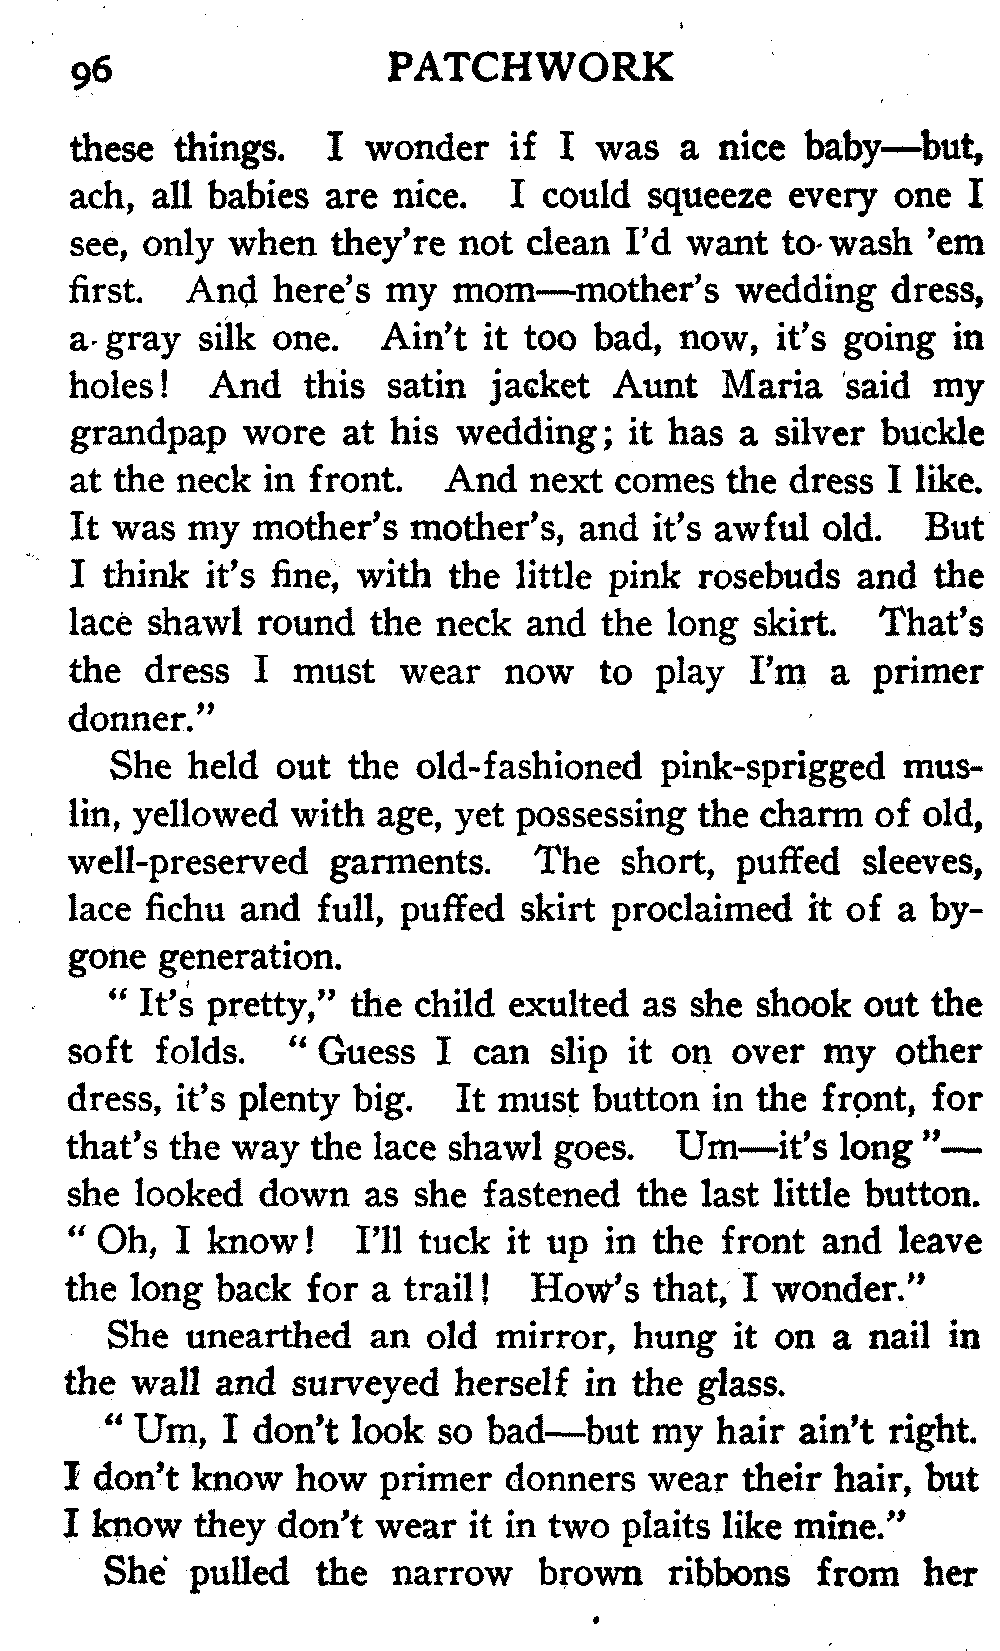 96 PATCHWORK
these things. I wonder if I was a nice baby—but,
ach, all babies are nice. I could squeeze every one I
see, only when they're not clean I'd want to wash 'em
first. And here's my mom—mother's wedding dress,
a gray silk one. Ain't it too bad, now, it's going in
holes! And this satin jacket Aunt Maria said my
grandpap wore at his wedding; it has a silver buckle
at the neck in front. And next comes the dress I like.
It was my mother's mother's, and it's awful old. But
I think it's fine, with the little pink rosebuds and the
lace shawl round the neck and the long skirt. That's
the dress I must wear now to play I'm a primer
donner."
She held out the old-fashioned pink-sprigged mus-
lin, yellowed with age, yet possessing the charm of old,
well-preserved garments. The short, puffed sleeves,
lace fichu and full, puffed skirt proclaimed it of a by-
gone generation.
"It's pretty," the child exulted as she shook out the
soft folds. "Guess I can slip it on over my other
dress, it's plenty big. It must button in the front, for
that's the way the lace shawl goes. Um—it's long"—
she looked down as she fastened the last little button.
"Oh, I know! I'll tuck it up in the front and leave
the long back for a trail! How's that, I wonder."
She unearthed an old mirror, hung it on a nail in
the wall and surveyed herself in the glass.
"Um, I don't look so bad—but my hair ain't right.
I don't know how primer donners wear their hair, but
I know they don't wear it in two plaits like mine."
She pulled the narrow brown ribbons from her